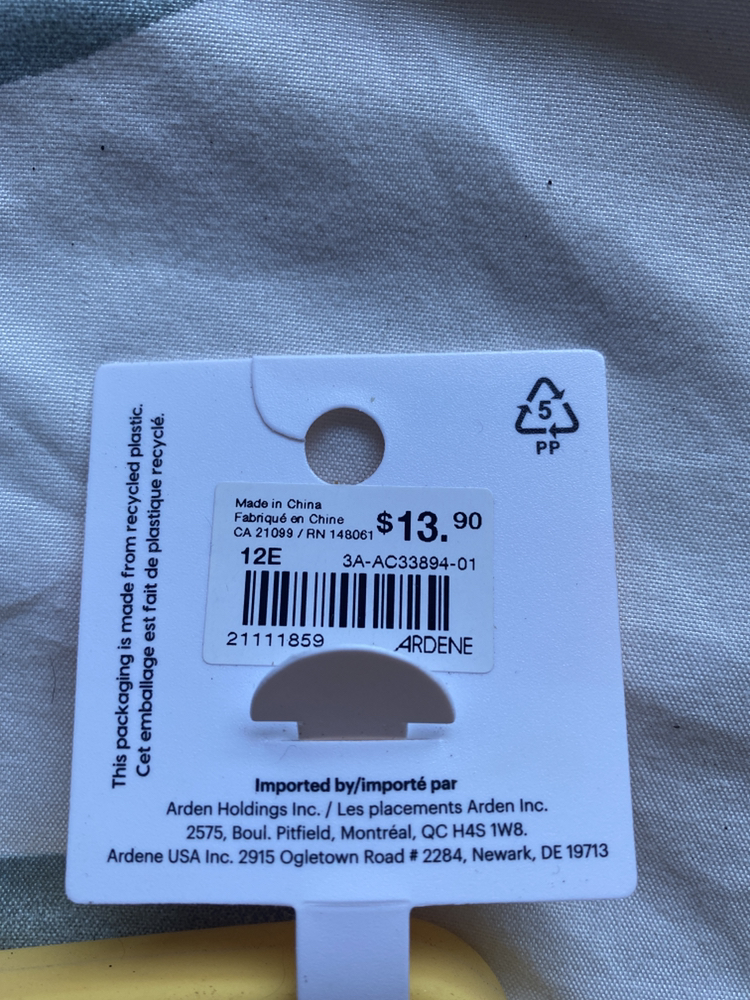 This packaging is made from recycled plastic.
Cet emballage est fait de plastique recyclé.
5
PP
Made in China
Fabriqué en Chine
CA 21099 / RN 148061
$13.90
12E
3A-AC33894-01
21111859
ARDENE
Imported by/importé par
Arden Holdings Inc. / Les placements Arden Inc.
2575, Boul. Pitfield, Montréal, QC H4S 1W8.
Ardene USA Inc. 2915 Ogletown Road # 2284, Newark, DE 19713